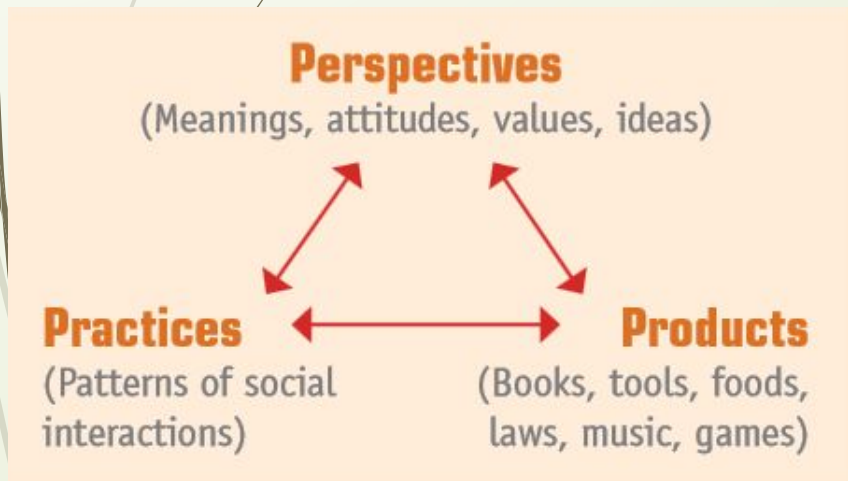 Perspectives
(Meanings, attitudes, values, ideas)
Practices
(Patterns of social
interactions)
Products
(Books, tools, foods,
laws, music, games)